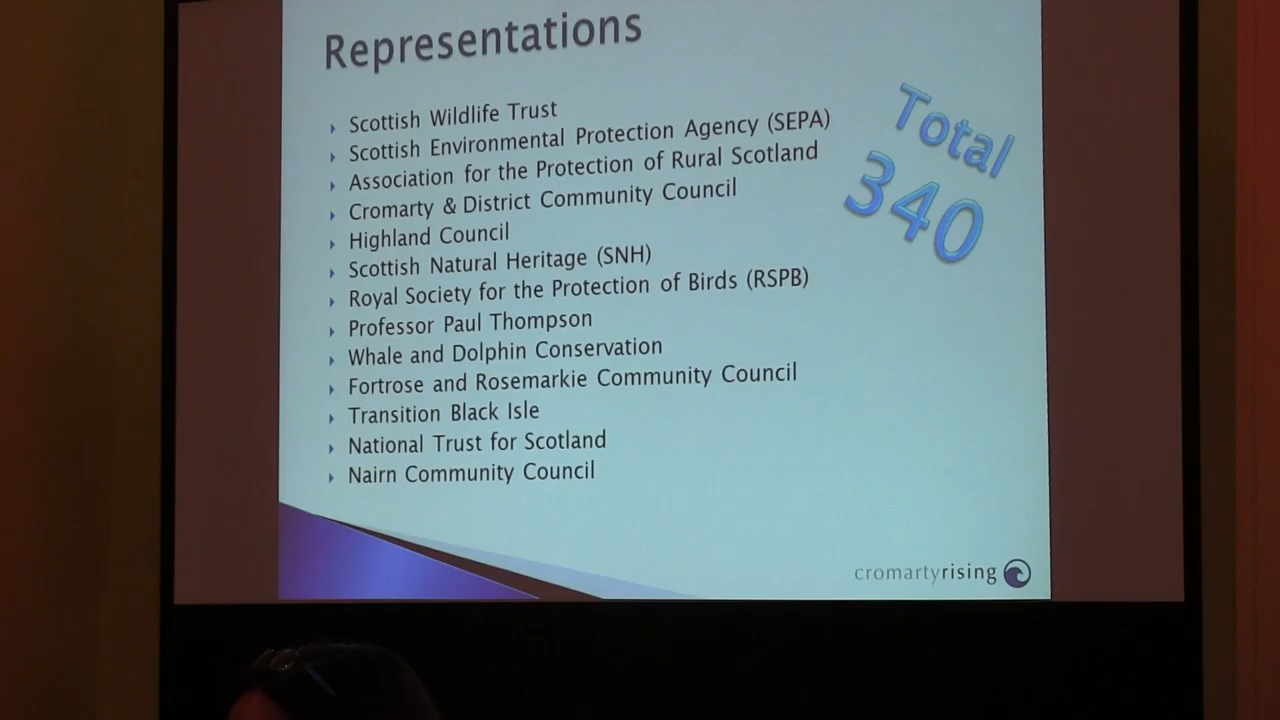 Representations
Scottish Wildlife Trust
Scottish Environmental Protection Agency (SEPA)
Association for the Protection of Rural Scotland
Cromarty & District Community Council
Highland Council
Scottish Natural Heritage (SNH)
Royal Society for the Protection of Birds (RSPB)
Professor Paul Thompson
Whale and Dolphin Conservation
Fortrose and Rosemarkie Community Council
Transition Black Isle
National Trust for Scotland
Nairn Community Council
Total
340
cromartyrising